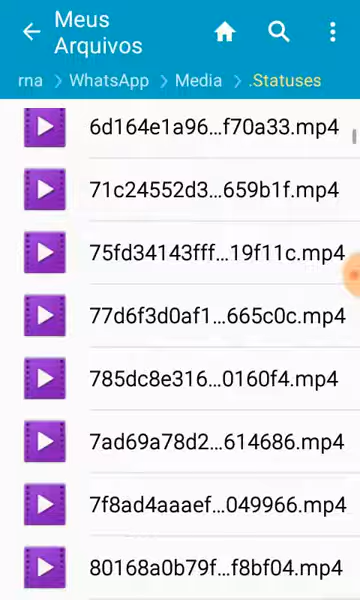 Meus
Arquivos
rna > WhatsApp > Media > .Statuses
6d164e1a96...f70a33.mp4
71c24552d3...659b1f.mp4
75fd34143fff...19f11c.mp4
77d6f3d0af1...665c0c.mp4
785dc8e316...0160f4.mp4
7ad69a78d2...614686.mp4
7f8ad4aaaef...049966.mp4
80168a0b79f...f8bf04.mp4